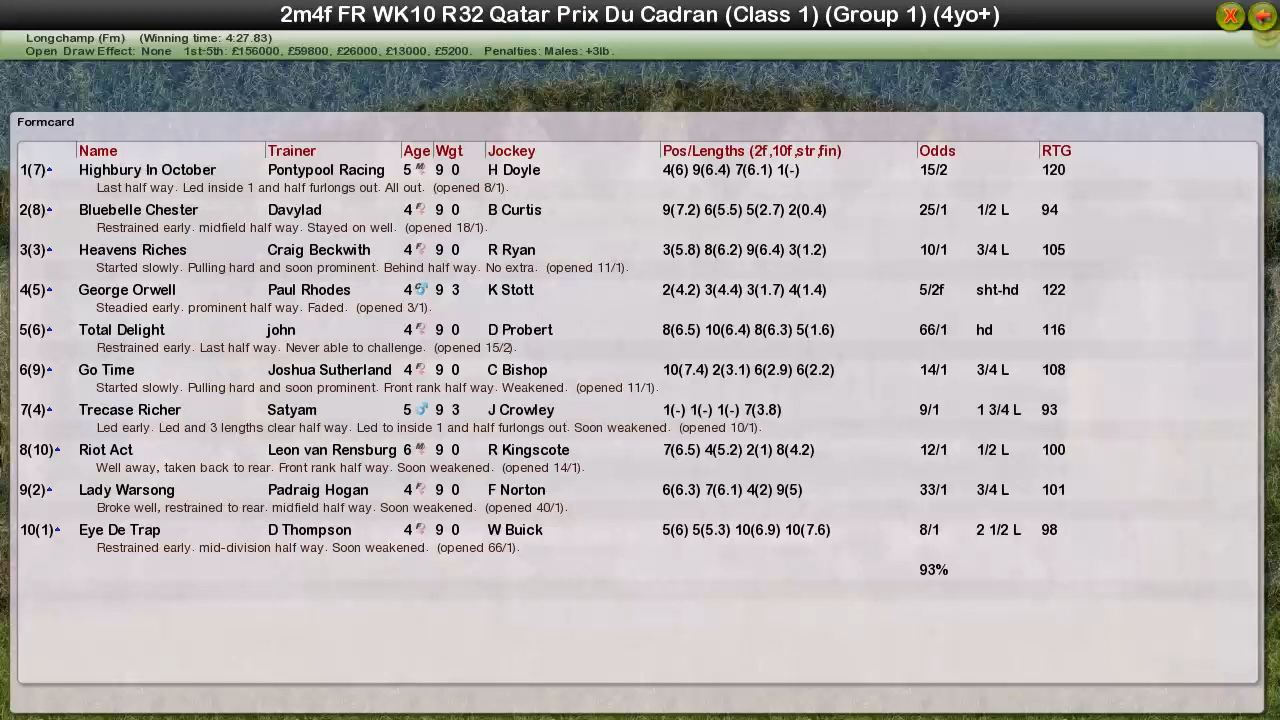 2m4f FR WK10 R32 Qatar Prix Du Cadran (Class 1) (Group 1) (4yo+)
Longchamp (Fm) (Winning time: 4:27.83)
Open Draw Effect: None 1st-5th: £156000, £59800, £26000, £13000, £5200. Penalties: Males: +3lb.
Formcard
Name Trainer Age Wgt Jockey Pos/Lengths (2f,10f,str,fin) Odds RTG
1(7) Highbury In October Pontypool Racing 5 9 0 H Doyle 4(6) 9(6.4) 7(6.1) 1(-) 15/2 120
Last half way. Led inside 1 and half furlongs out. All out. (opened 8/1).
2(8) Bluebelle Chester Davylad 4 9 0 B Curtis 9(7.2) 6(5.5) 5(2.7) 2(0.4) 25/1 1/2 L 94
Restrained early. midfield half way. Stayed on well. (opened 18/1).
3(3) Heavens Riches Craig Beckwith 4 9 0 R Ryan 3(5.8) 8(6.2) 9(6.4) 3(1.2) 10/1 3/4 L 105
Started slowly. Pulling hard and soon prominent. Behind half way. No extra. (opened 11/1).
4(5) George Orwell Paul Rhodes 4 9 3 K Stott 2(4.2) 3(4.4) 3(1.7) 4(1.4) 5/2f sht-hd 122
Steadied early. prominent half way. Faded. (opened 3/1).
5(6) Total Delight john 4 9 0 D Probert 8(6.5) 10(6.4) 8(6.3) 5(1.6) 66/1 hd 116
Restrained early. Last half way. Never able to challenge. (opened 15/2).
6(9) Go Time Joshua Sutherland 4 9 0 C Bishop 10(7.4) 2(3.1) 6(2.9) 6(2.2) 14/1 3/4 L 108
Started slowly. Pulling hard and soon prominent. Front rank half way. Weakened. (opened 11/1).
7(4) Trecase Richer Satyam 5 9 3 J Crowley 1(-) 1(-) 1(-) 7(3.8) 9/1 1 3/4 L 93
Led early. Led and 3 lengths clear half way. Led to inside 1 and half furlongs out. Soon weakened. (opened 10/1).
8(10) Riot Act Leon van Rensburg 6 9 0 R Kingscote 7(6.5) 4(5.2) 2(1) 8(4.2) 12/1 1/2 L 100
Well away, taken back to rear. Front rank half way. Soon weakened. (opened 14/1).
9(2) Lady Warsong Padraig Hogan 4 9 0 F Norton 6(6.3) 7(6.1) 4(2) 9(5) 33/1 3/4 L 101
Broke well, restrained to rear. midfield half way. Soon weakened. (opened 40/1).
10(1) Eye De Trap D Thompson 4 9 0 W Buick 5(6) 5(5.3) 10(6.9) 10(7.6) 8/1 2 1/2 L 98
Restrained early. mid-division half way. Soon weakened. (opened 66/1).
93%